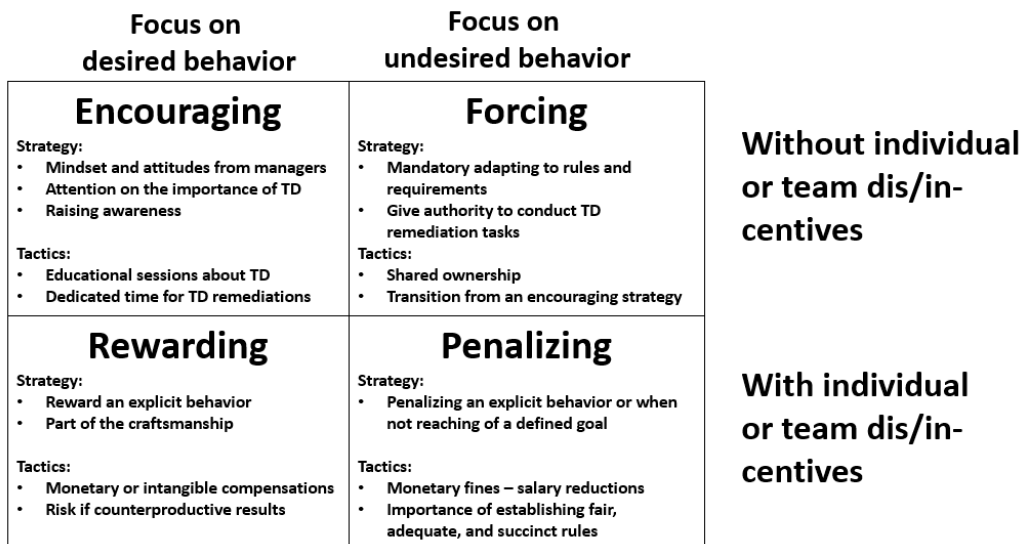 Focus on
desired behavior
Focus on
undesired behavior
Encouraging
Strategy:
• Mindset and attitudes from managers
• Attention on the importance of TD
• Raising awareness
Tactics:
• Educational sessions about TD
• Dedicated time for TD remediations
Forcing
Strategy:
• Mandatory adapting to rules and
requirements
• Give authority to conduct TD
remediation tasks
Tactics:
• Shared ownership
• Transition from an encouraging strategy
Without individual
or team dis/in-
centives
Rewarding
Strategy:
• Reward an explicit behavior
• Part of the craftsmanship
Tactics:
• Monetary or intangible compensations
• Risk if counterproductive results
Penalizing
Strategy:
• Penalizing an explicit behavior or when
not reaching of a defined goal
Tactics:
• Monetary fines – salary reductions
• Importance of establishing fair,
adequate, and succinct rules
With individual
or team dis/in-
centives